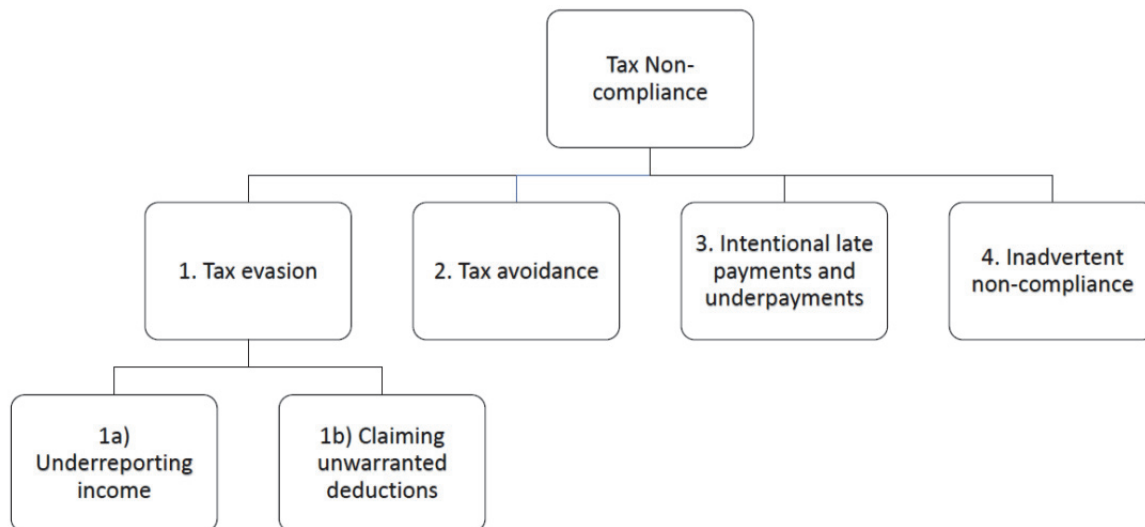 Tax Non-
compliance
1. Tax evasion
2. Tax avoidance
3. Intentional late
payments and
underpayments
4. Inadvertent
non-compliance
1a)
Underreporting
income
1b) Claiming
unwarranted
deductions